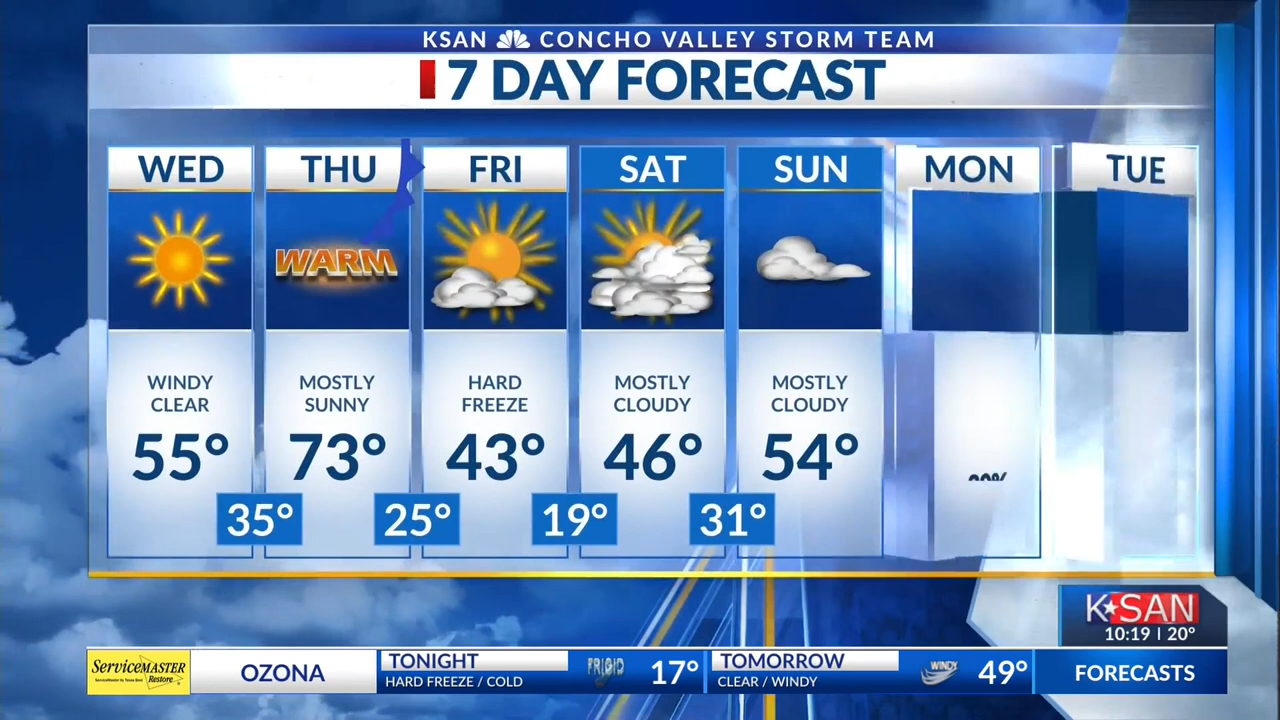 KSAN CONCHO VALLEY STORM TEAM
7 DAY FORECAST
WED
THU
FRI
SAT
SUN
MON
TUE
WARM
WINDY
CLEAR
MOSTLY
SUNNY
HARD
FREEZE
MOSTLY
CLOUDY
MOSTLY
CLOUDY
55°
73°
43°
46°
54°
35°
25°
19°
31°
KSAN
10:19 | 20°
ServiceMASTER
Restore
OZONA
TONIGHT
HARD FREEZE / COLD
FRIGID
17°
TOMORROW
CLEAR / WINDY
WINDY
49°
FORECASTS